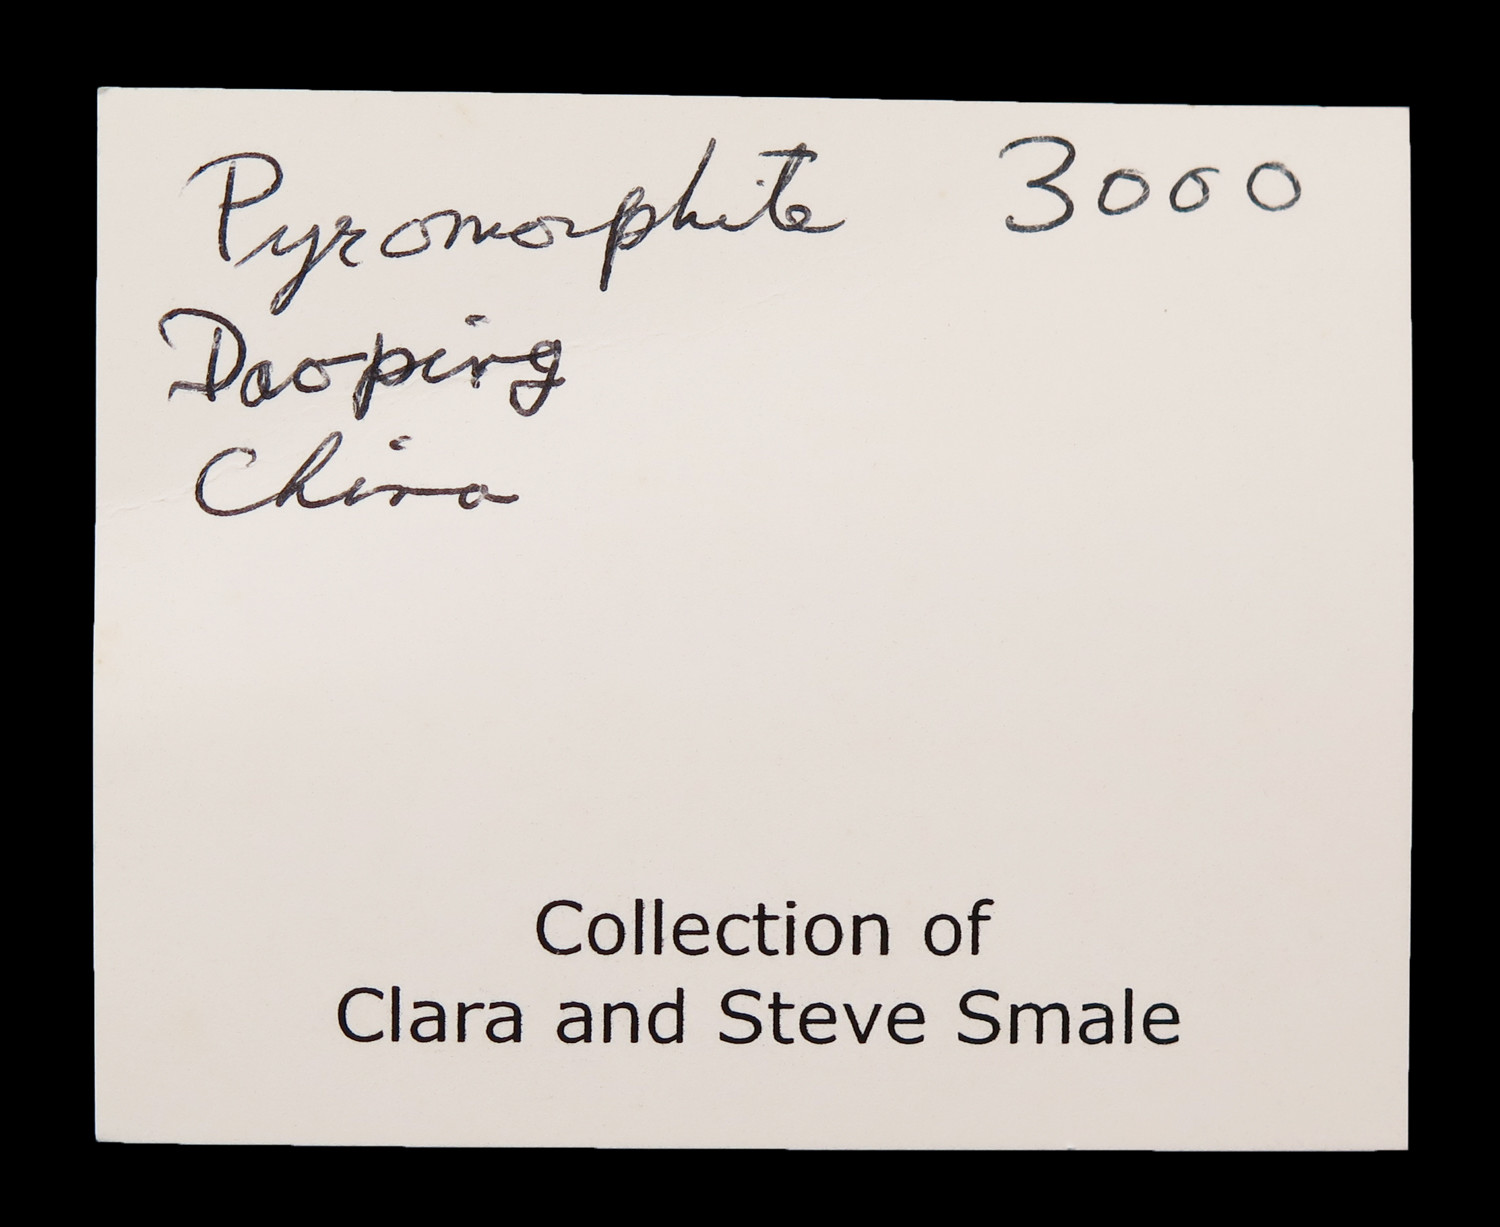 Pyromorphite 3000
Daoping
China
Collection of
Clara and Steve Smale